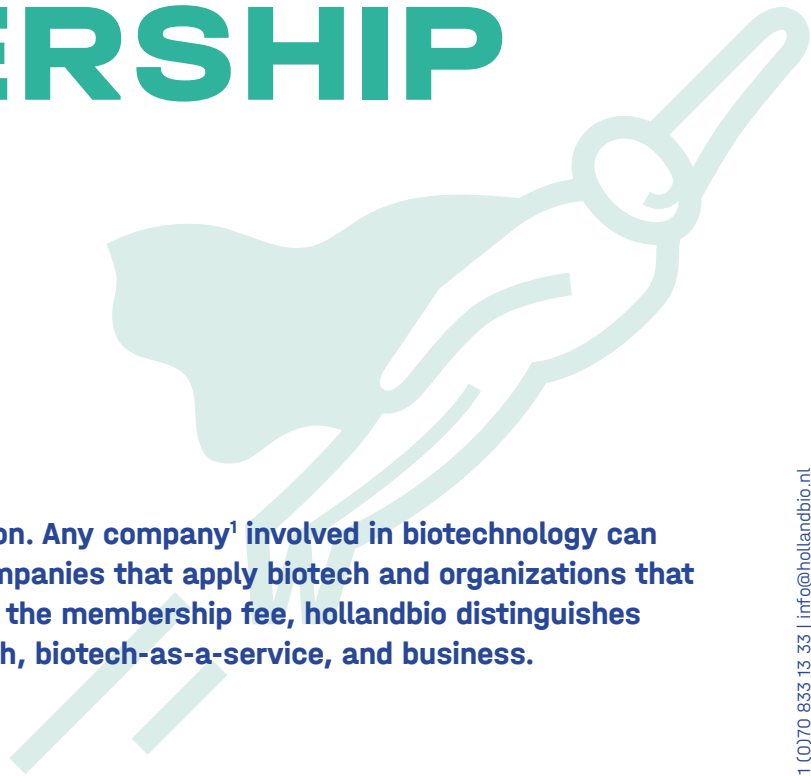 ERSHIP
on. Any company¹ involved in biotechnology can
mpanies that apply biotech and organizations that
the membership fee, hollandbio distinguishes
h, biotech-as-a-service, and business.
1 (0)70 833 13 33 | info@hollandbio.nl